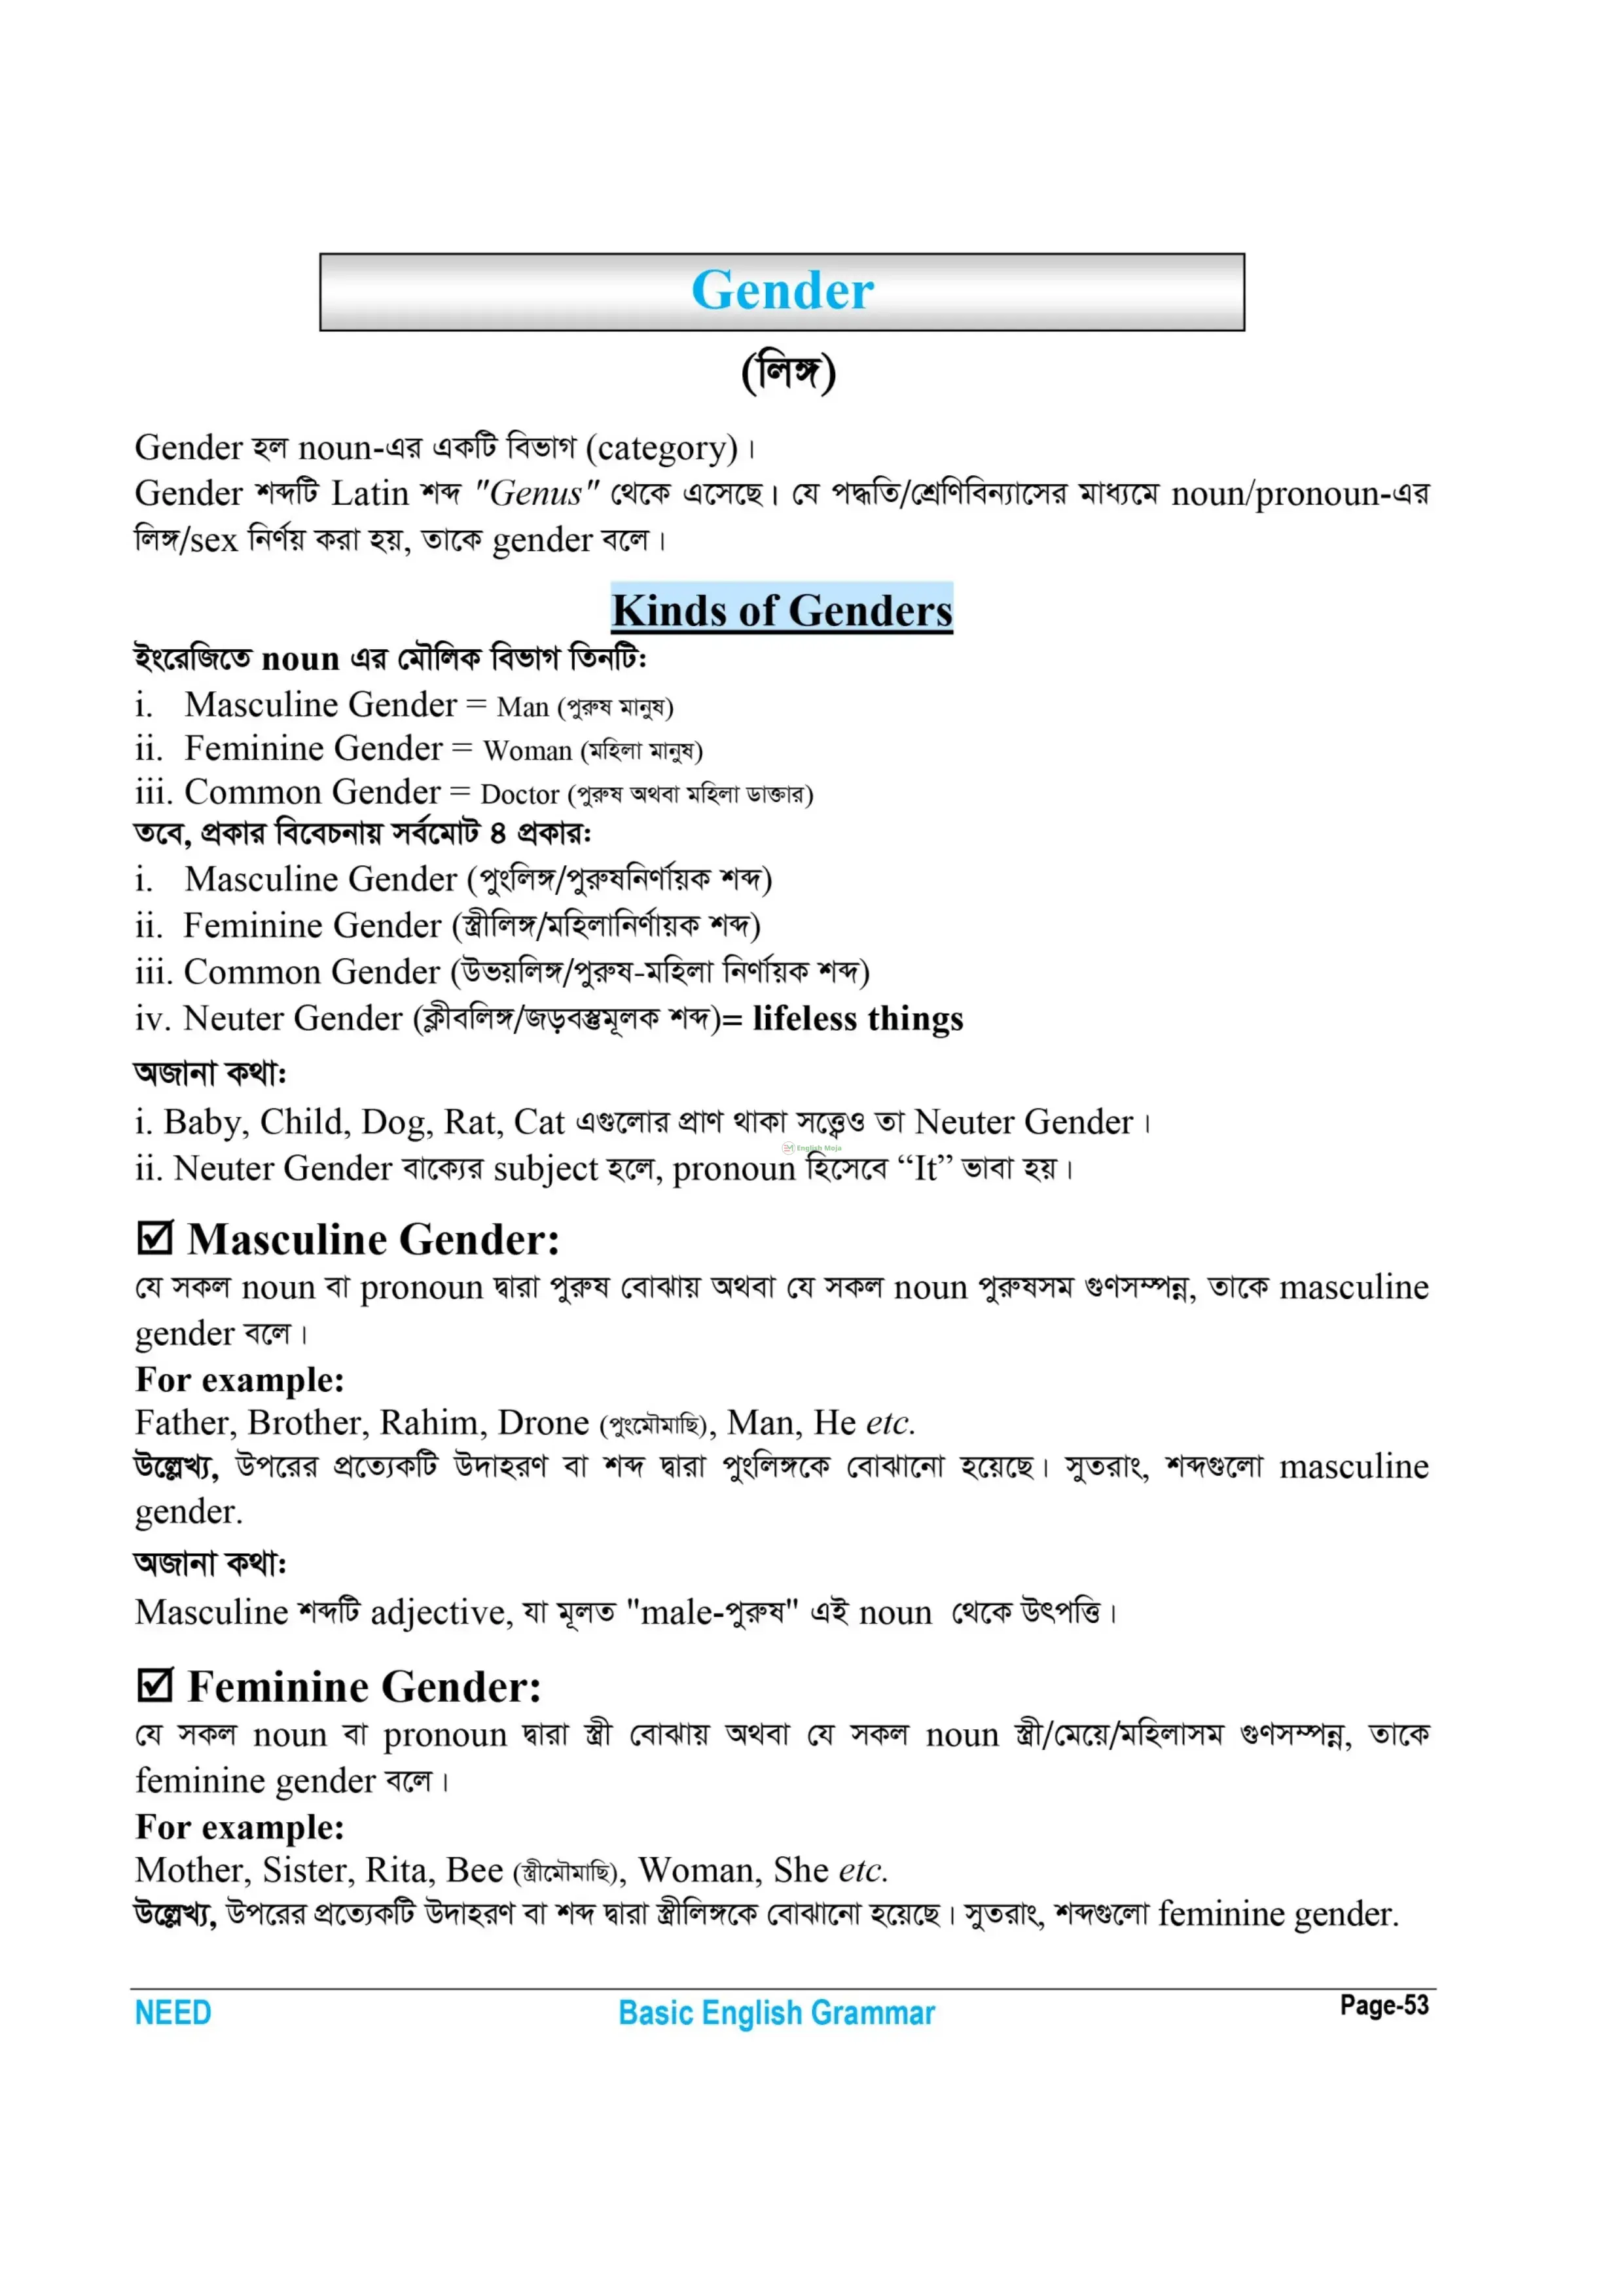 Gender
(লিঙ্গ)
Gender হল noun-এর একটি বিভাগ (category)।
Gender শব্দটি Latin শব্দ "Genus" থেকে এসেছে। যে পদ্ধতি/শ্রেণিবিন্যাসের মাধ্যমে noun/pronoun-এর
লিঙ্গ/sex নির্ণয় করা হয়, তাকে gender বলে।
Kinds of Genders
ইংরেজিতে noun এর মৌলিক বিভাগ তিনটি:
i. Masculine Gender = Man (পুরুষ মানুষ)
ii. Feminine Gender = Woman (মহিলা মানুষ)
iii. Common Gender = Doctor (পুরুষ অথবা মহিলা ডাক্তার)
তবে, প্রকার বিবেচনায় সর্বমোট ৪ প্রকার:
i. Masculine Gender (পুংলিঙ্গ/পুরুষনির্ণায়ক শব্দ)
ii. Feminine Gender (স্ত্রীলিঙ্গ/মহিলানির্ণায়ক শব্দ)
iii. Common Gender (উভয়লিঙ্গ/পুরুষ-মহিলা নির্ণায়ক শব্দ)
iv. Neuter Gender (ক্লীবলিঙ্গ/জড়বস্তুমূলক শব্দ)= lifeless things
অজানা কথা:
i. Baby, Child, Dog, Rat, Cat এগুলোর প্রাণ থাকা সত্ত্বেও তা Neuter Gender।
English Moja
ii. Neuter Gender বাক্যের subject হলে, pronoun হিসেবে “It” ভাবা হয়।
☑ Masculine Gender:
যে সকল noun বা pronoun দ্বারা পুরুষ বোঝায় অথবা যে সকল noun পুরুষসম গুণসম্পন্ন, তাকে masculine
gender বলে।
For example:
Father, Brother, Rahim, Drone (পুংমৌমাছি), Man, He etc.
উল্লেখ্য, উপরের প্রত্যেকটি উদাহরণ বা শব্দ দ্বারা পুংলিঙ্গকে বোঝানো হয়েছে। সুতরাং, শব্দগুলো masculine
gender.
অজানা কথা:
Masculine শব্দটি adjective, যা মূলত "male-পুরুষ" এই noun থেকে উৎপত্তি।
☑ Feminine Gender:
যে সকল noun বা pronoun দ্বারা স্ত্রী বোঝায় অথবা যে সকল noun স্ত্রী/মেয়ে/মহিলাসম গুণসম্পন্ন, তাকে
feminine gender বলে।
For example:
Mother, Sister, Rita, Bee (স্ত্রীমৌমাছি), Woman, She etc.
উল্লেখ্য, উপরের প্রত্যেকটি উদাহরণ বা শব্দ দ্বারা স্ত্রীলিঙ্গকে বোঝানো হয়েছে। সুতরাং, শব্দগুলো feminine gender.
NEED Basic English Grammar Page-53